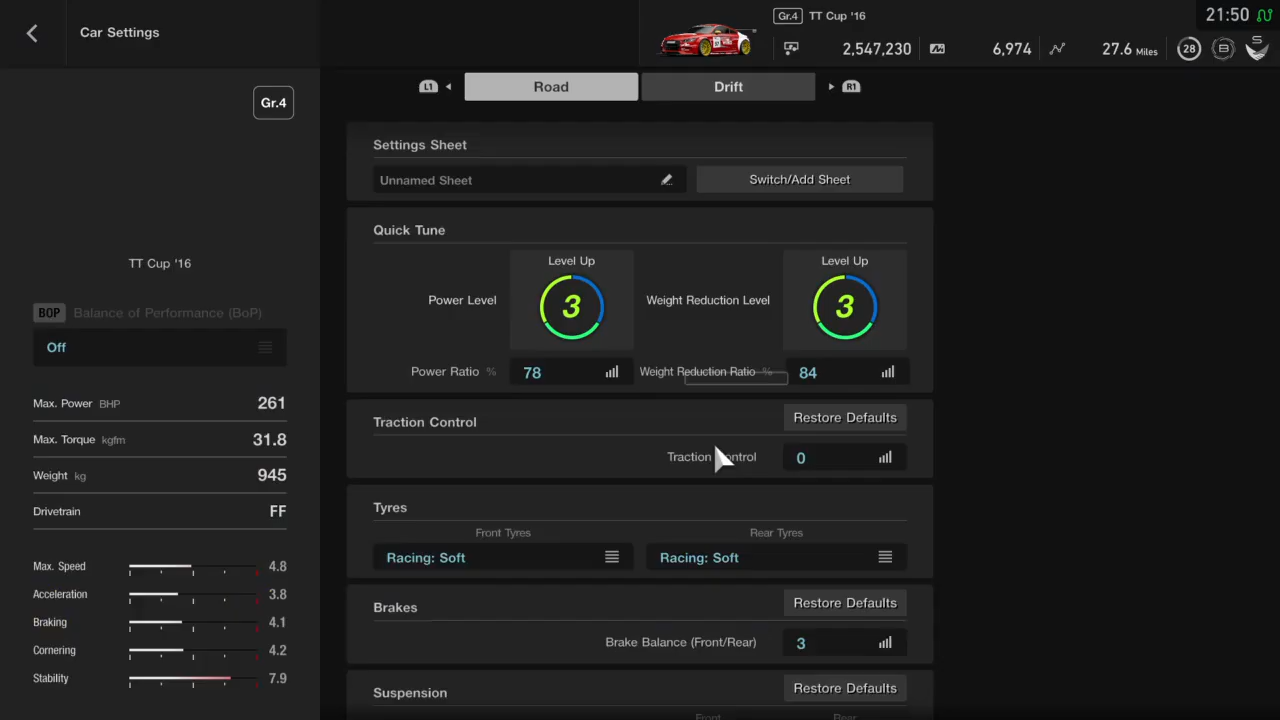 Car Settings
Gr.4 TT Cup '16
21:50
2,547,230 6,974 27.6 Miles 28 B S
L1 Road Drift R1
Gr.4
Settings Sheet
Unnamed Sheet Switch/Add Sheet
Quick Tune
Level Up Level Up
Power Level 3 Weight Reduction Level 3
Power Ratio % 78 Weight Reduction Ratio % 84
TT Cup '16
BOP Balance of Performance (BoP)
Off
Max. Power BHP 261
Max. Torque kgfm 31.8
Weight kg 945
Drivetrain FF
Max. Speed 4.8
Acceleration 3.8
Braking 4.1
Cornering 4.2
Stability 7.9
Traction Control Restore Defaults
Traction Control 0
Tyres
Front Tyres Rear Tyres
Racing: Soft Racing: Soft
Brakes Restore Defaults
Brake Balance (Front/Rear) 3
Suspension Restore Defaults
Front Rear